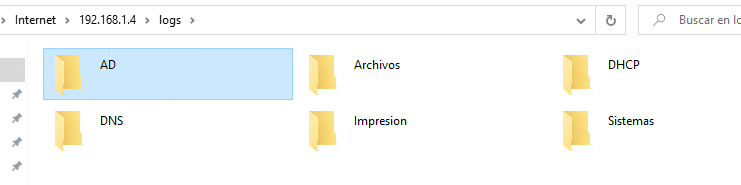 Internet > 192.168.1.4 > logs >
Buscar en lo
AD
Archivos
DHCP
DNS
Impresion
Sistemas